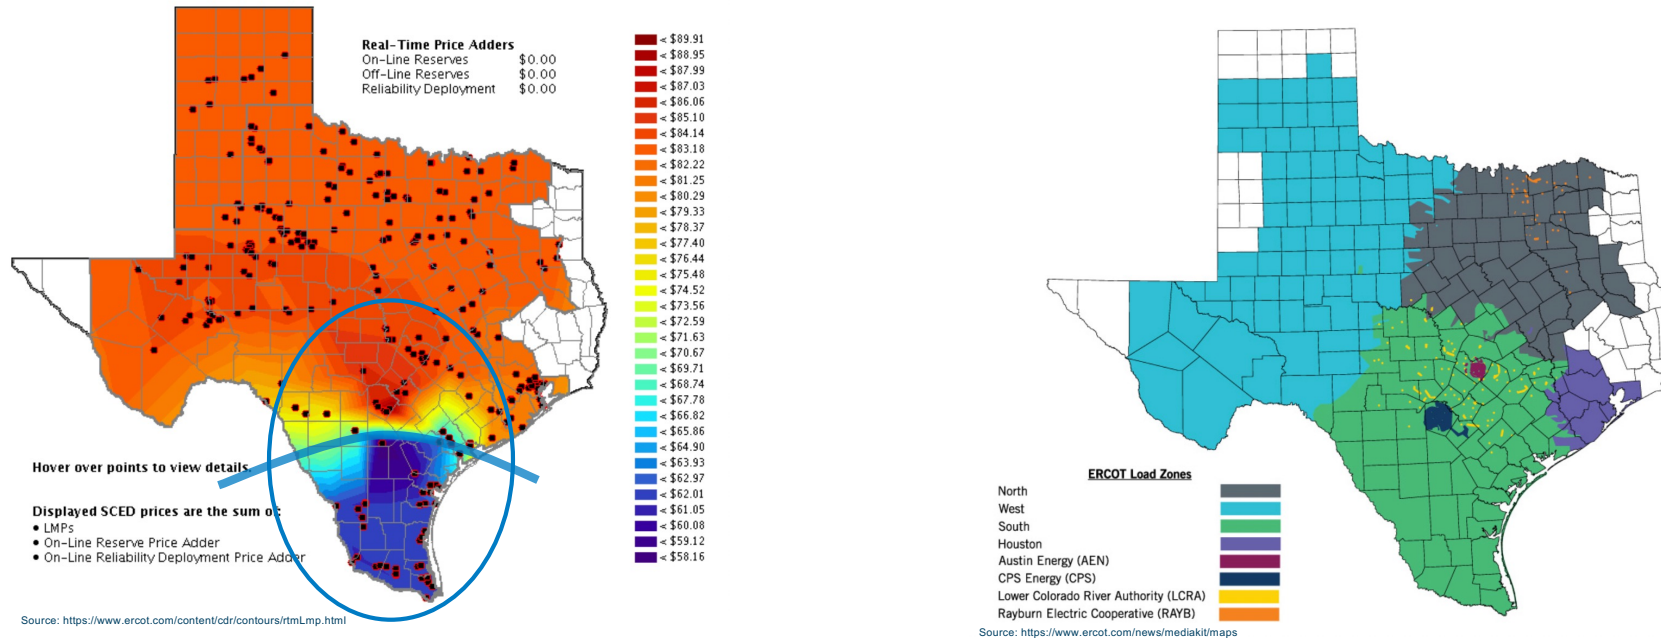 Real-Time Price Adders
On-Line Reserves $0.00
Off-Line Reserves $0.00
Reliability Deployment $0.00
< $89.91
< $88.95
< $87.99
< $87.03
< $86.06
< $85.10
< $84.14
< $83.18
< $82.22
< $81.25
< $80.29
< $79.33
< $78.37
< $77.40
< $76.44
< $75.48
< $74.52
< $73.56
< $72.59
< $71.63
< $70.67
< $69.71
< $68.74
< $67.78
< $66.82
< $65.86
< $64.90
< $63.93
< $62.97
< $62.01
< $61.05
< $60.08
< $59.12
< $58.16
Hover over points to view details.
Displayed SCED prices are the sum of:
• LMPs
• On-Line Reserve Price Adder
• On-Line Reliability Deployment Price Adder
Source: https://www.ercot.com/content/cdr/contours/rtmLmp.html
ERCOT Load Zones
North
West
South
Houston
Austin Energy (AEN)
CPS Energy (CPS)
Lower Colorado River Authority (LCRA)
Rayburn Electric Cooperative (RAYB)
Source: https://www.ercot.com/news/mediakit/maps